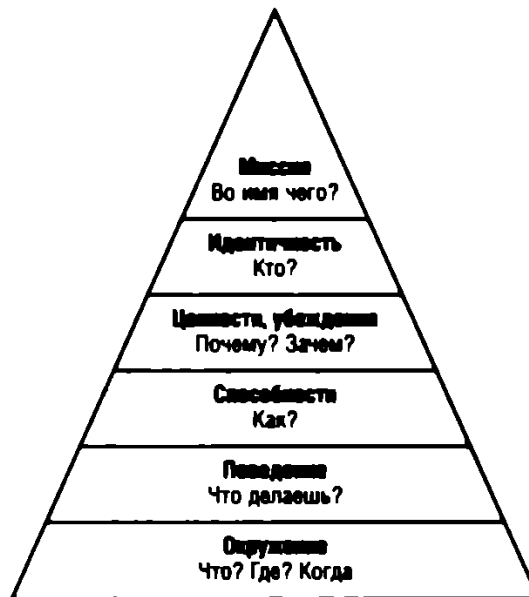 Миссия
Во имя чего?
Идентичность
Кто?
Ценности, убеждения
Почему? Зачем?
Способности
Как?
Поведение
Что делаешь?
Окружение
Что? Где? Когда